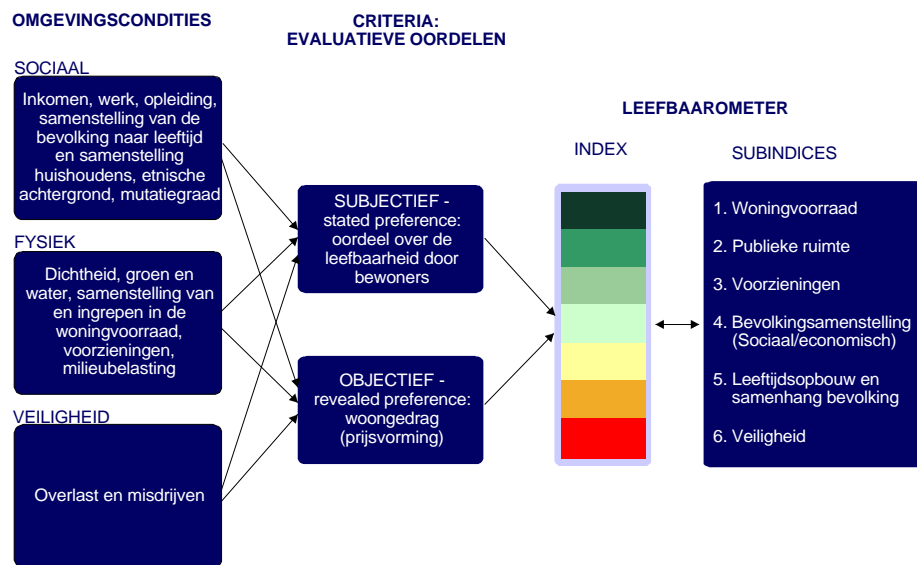 OMGEVINGSCONDITIES
SOCIAAL
Inkomen, werk, opleiding,
samenstelling van de
bevolking naar leeftijd
en samenstelling
huishoudens, etnische
achtergrond, mutatiegraad
FYSIEK
Dichtheid, groen en
water, samenstelling van
en ingrepen in de
woningvoorraad,
voorzieningen,
milieubelasting
VEILIGHEID
Overlast en misdrijven
CRITERIA:
EVALUATIEVE OORDELEN
SUBJECTIEF -
stated preference:
oordeel over de
leefbaarheid door
bewoners
OBJECTIEF -
revealed preference:
woongedrag
(prijsvorming)
LEEFBAAROMETER
INDEX
SUBINDICES
1. Woningvoorraad
2. Publieke ruimte
3. Voorzieningen
4. Bevolkingsamenstelling
(Sociaal/economisch)
5. Leeftijdsopbouw en
samenhang bevolking
6. Veiligheid